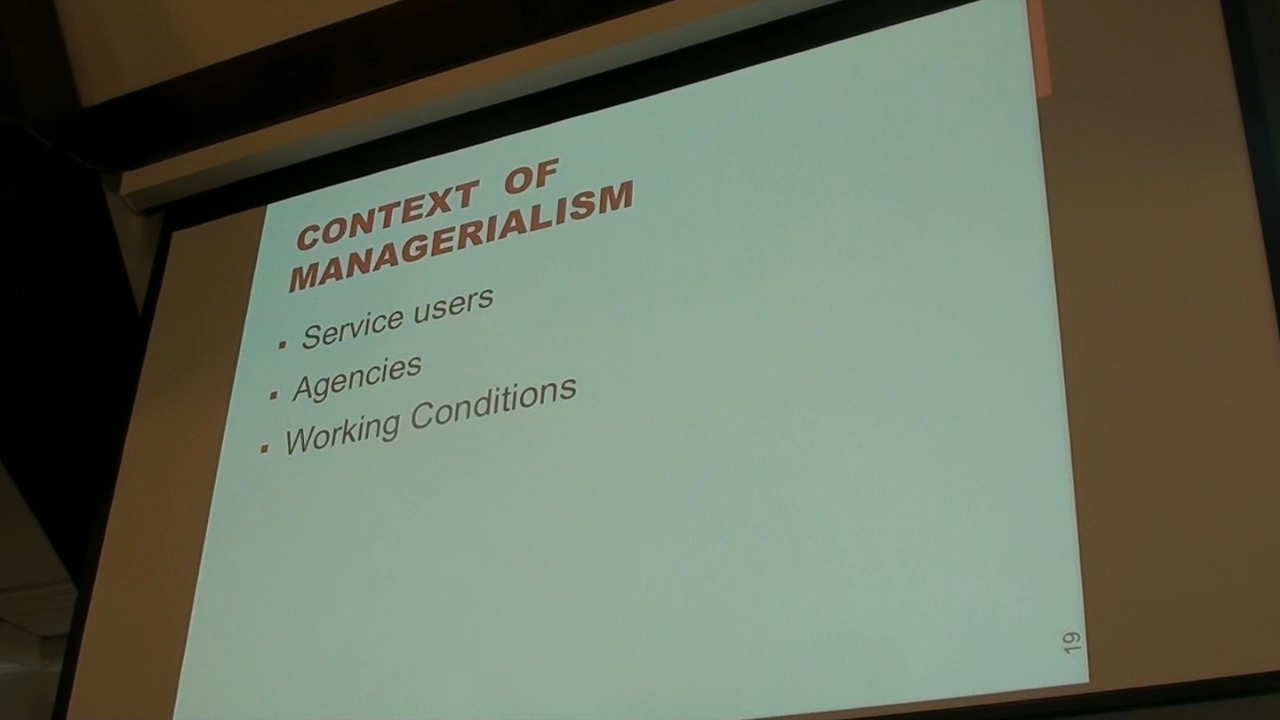 CONTEXT OF
MANAGERIALISM
▪ Service users
▪ Agencies
▪ Working Conditions
19